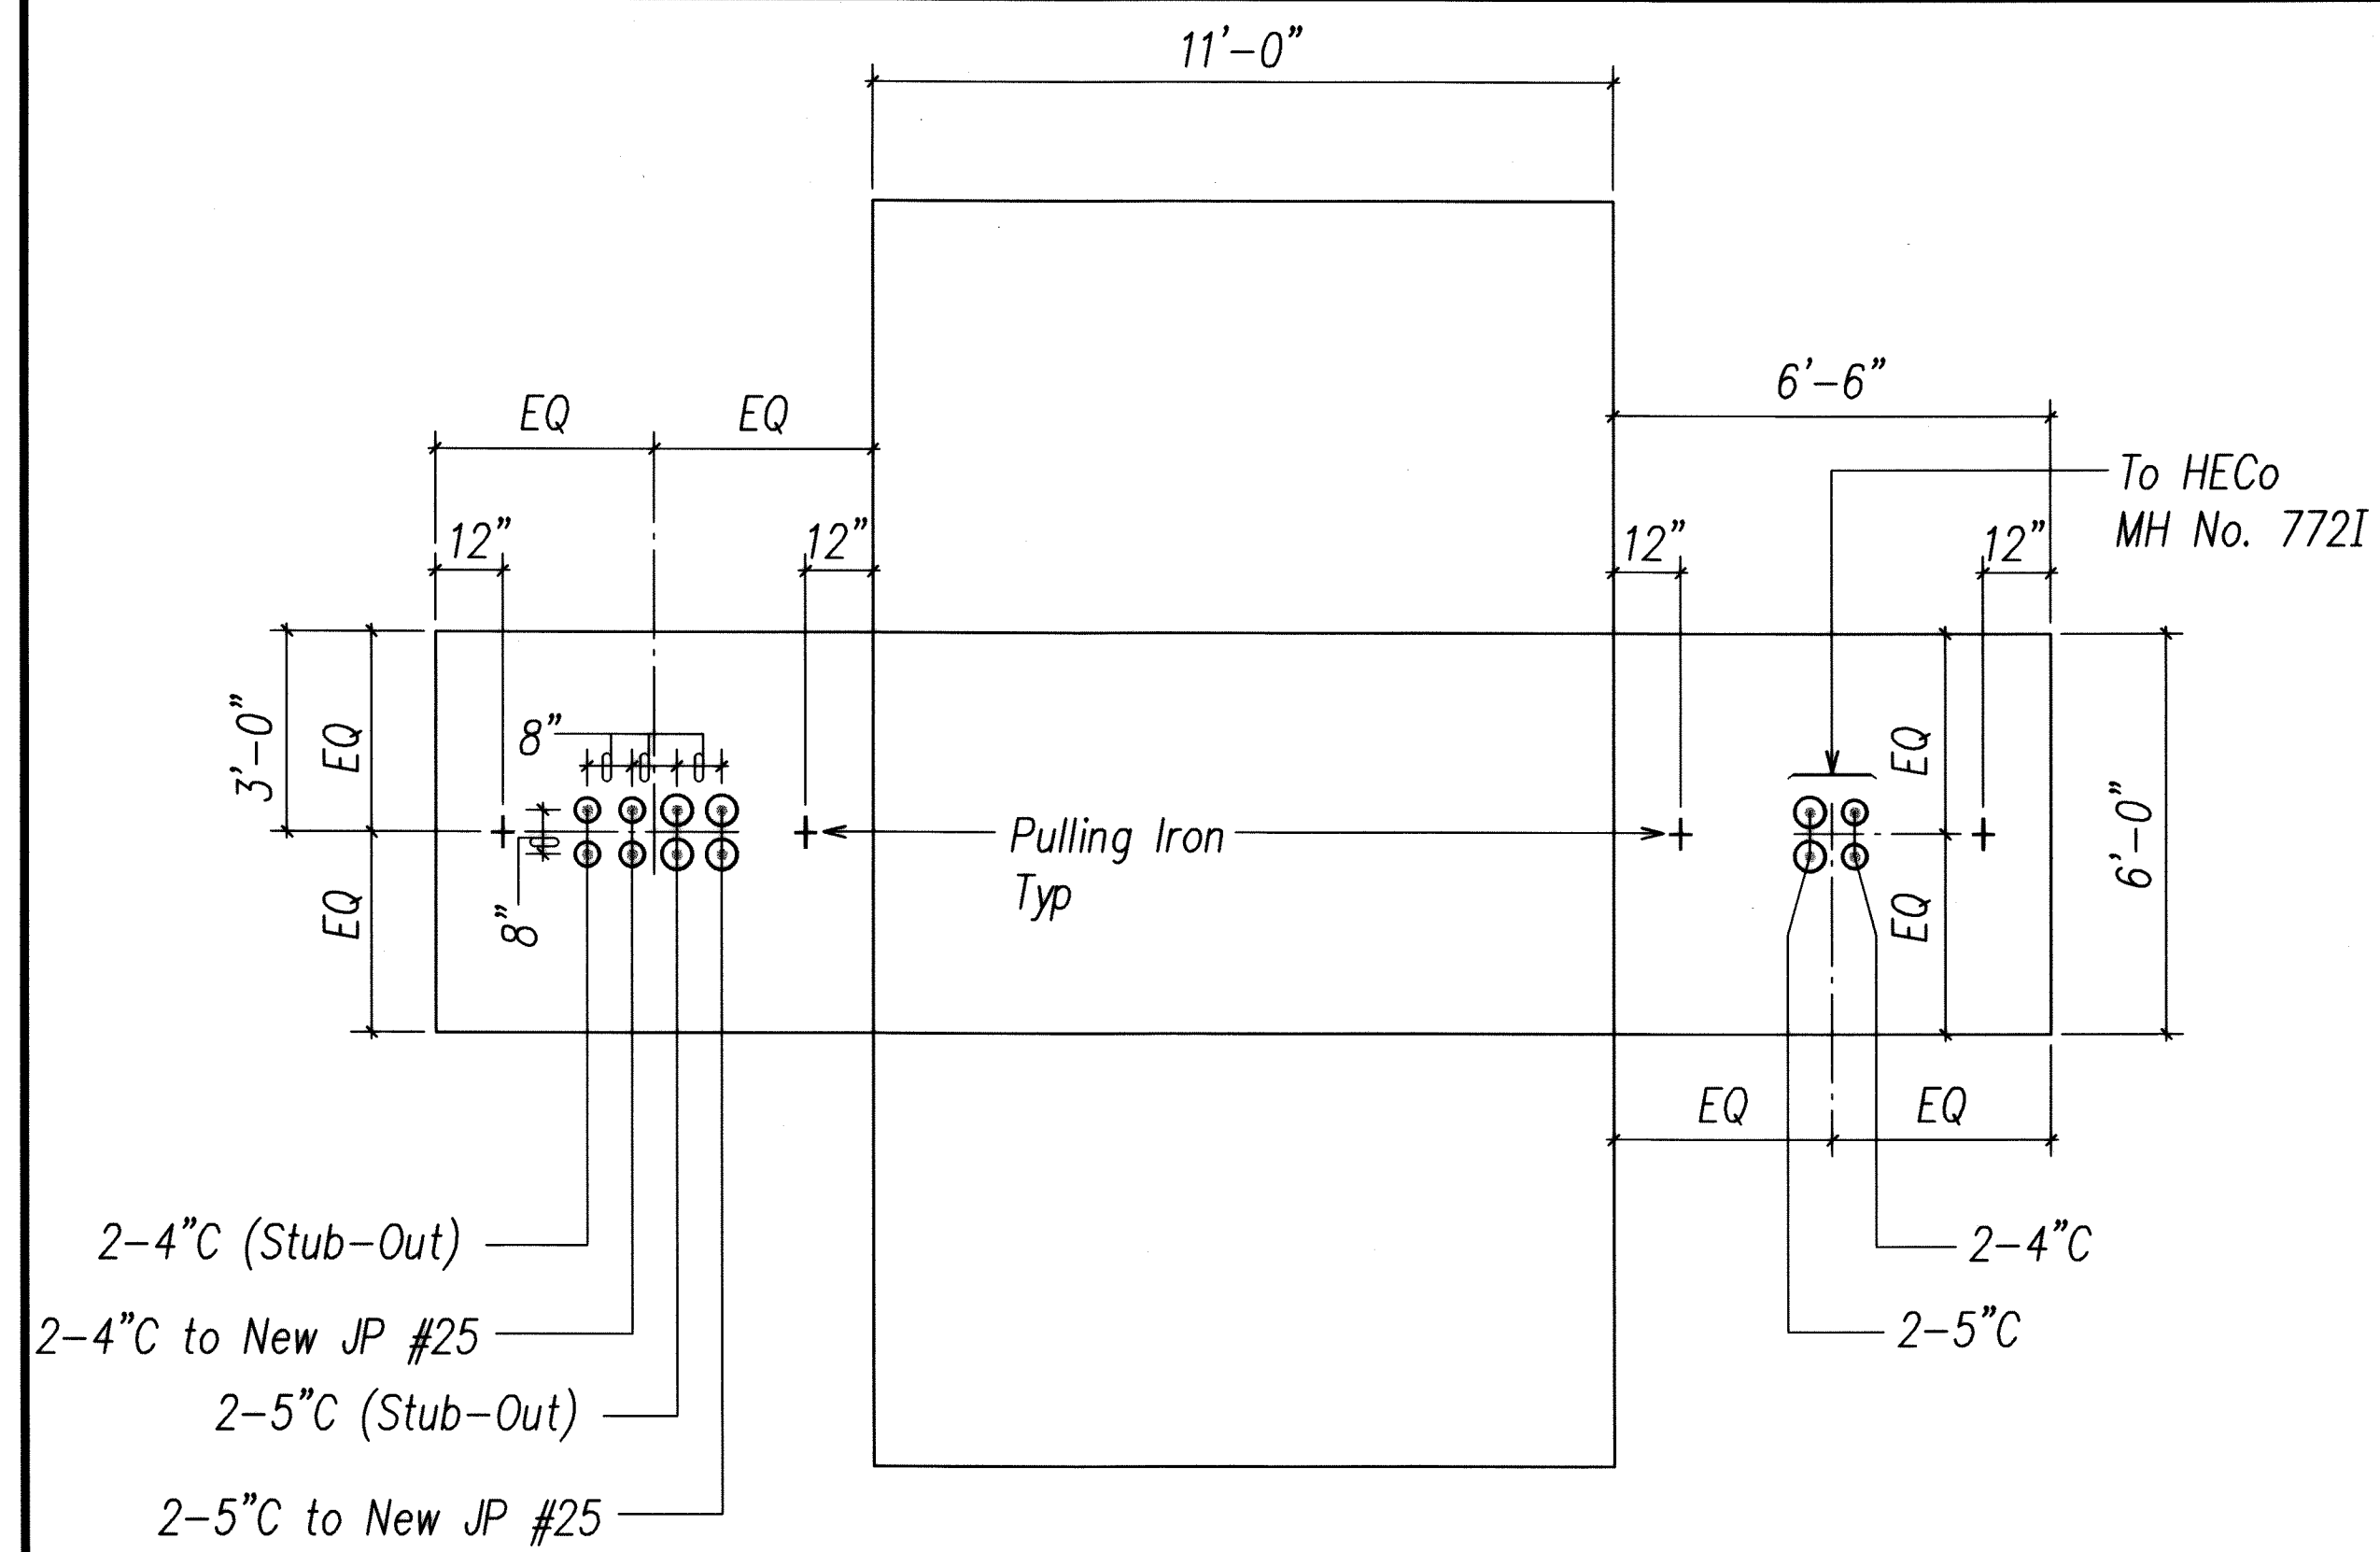 11'-0"
6'-6"
EQ
EQ
To HECo
MH No. 772I
12"
12"
12"
12"
3'-0"
EQ
8"
EQ
6'-0"
Pulling Iron
Typ
EQ
8"
EQ
EQ
EQ
2-4"C (Stub-Out)
2-4"C
2-4"C to New JP #25
2-5"C
2-5"C (Stub-Out)
2-5"C to New JP #25